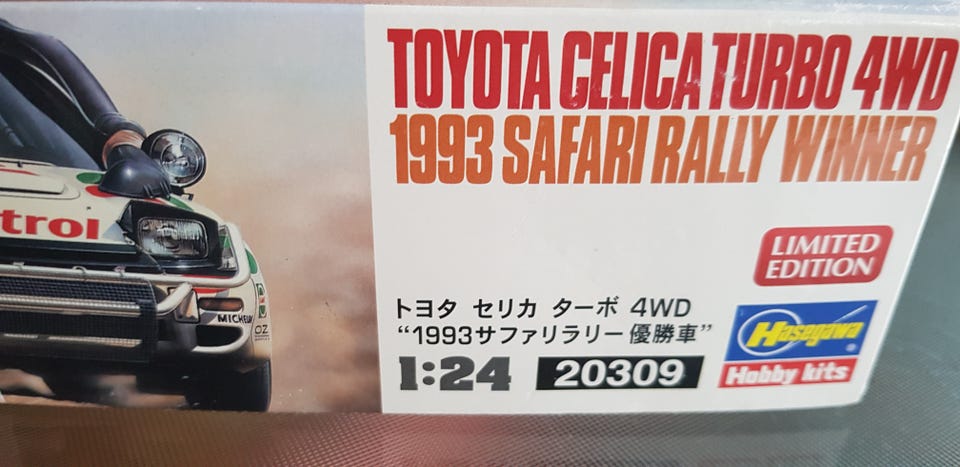 TOYOTA CELICA TURBO 4WD
1993 SAFARI RALLY WINNER
trol
LIMITED
EDITION
トヨタ セリカ ターボ 4WD
“1993サファリラリー優勝車”
MICHELI
OZ
1:24 20309
Hasegawa
Hobby kits